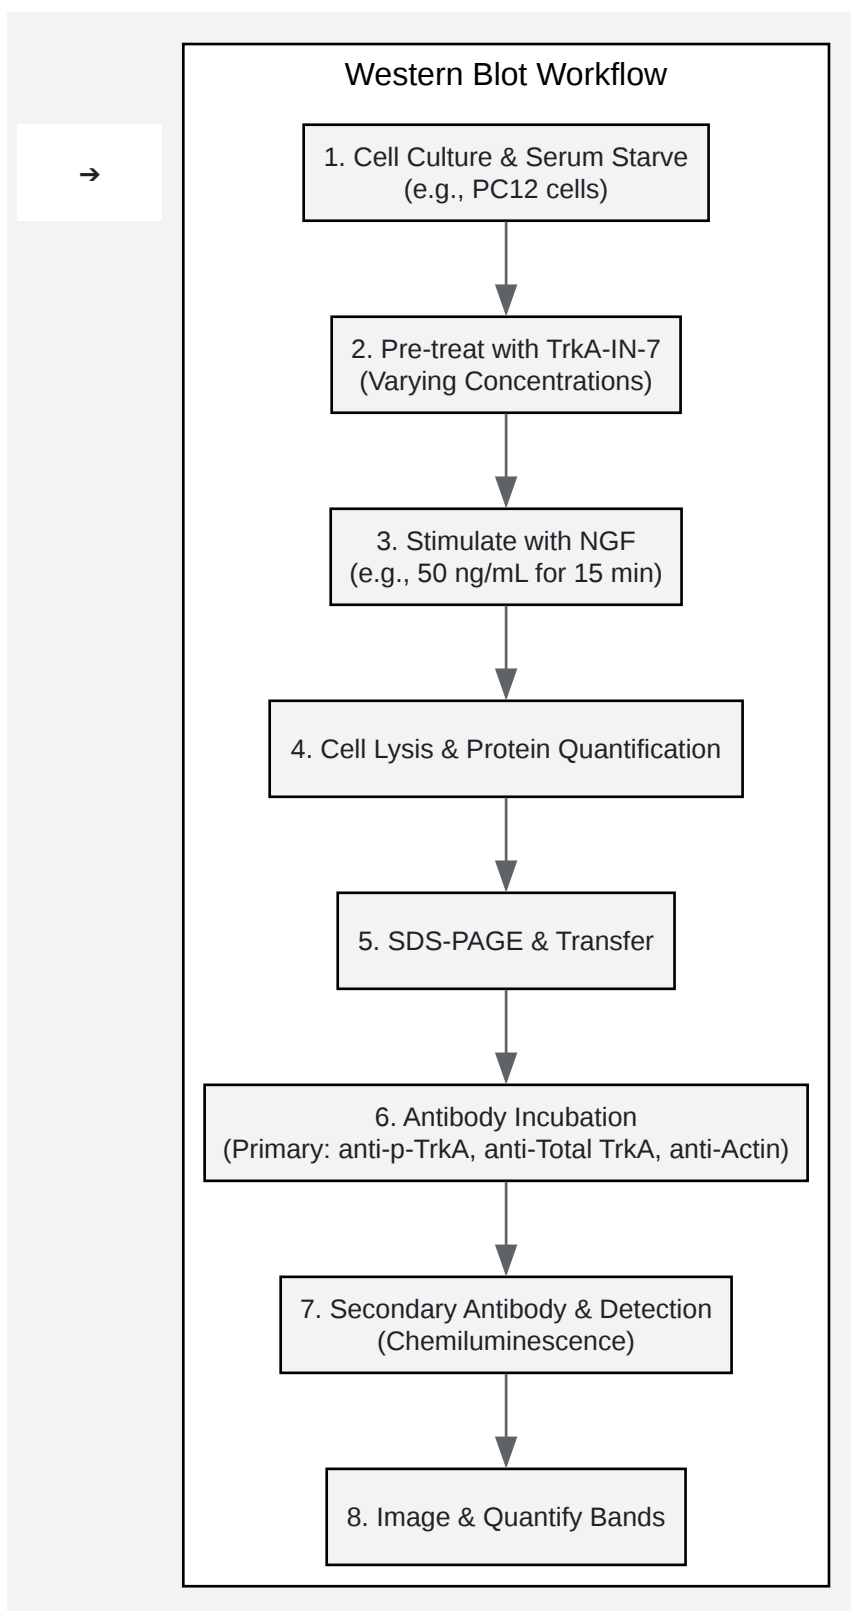 Western Blot Workflow
➔
1. Cell Culture & Serum Starve
(e.g., PC12 cells)
2. Pre-treat with TrkA-IN-7
(Varying Concentrations)
3. Stimulate with NGF
(e.g., 50 ng/mL for 15 min)
4. Cell Lysis & Protein Quantification
5. SDS-PAGE & Transfer
6. Antibody Incubation
(Primary: anti-p-TrkA, anti-Total TrkA, anti-Actin)
7. Secondary Antibody & Detection
(Chemiluminescence)
8. Image & Quantify Bands